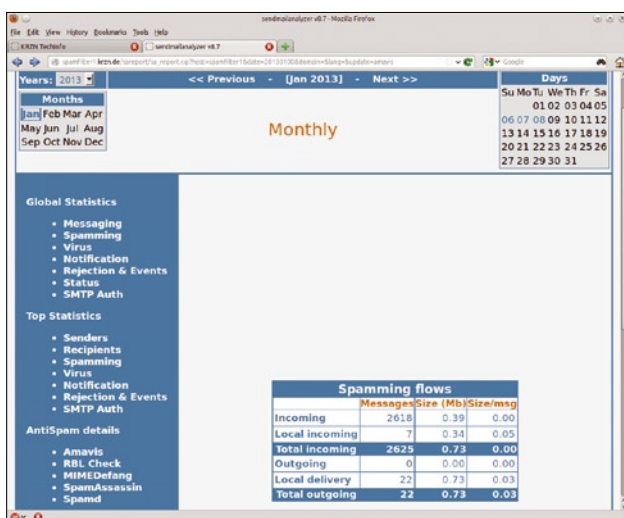 sendmailanalyzer v8.7 - Mozilla Firefox
File Edit View History Bookmarks Tools Help
KRZN TechInfo
sendmailanalyzer v8.7
Google
Years: 2013
<< Previous - [Jan 2013] - Next >>
Days
Months
Jan Feb Mar Apr
May Jun Jul Aug
Sep Oct Nov Dec
Monthly
Su Mo Tu We Th Fr Sa
01 02 03 04 05
06 07 08 09 10 11 12
13 14 15 16 17 18 19
20 21 22 23 24 25 26
27 28 29 30 31
Global Statistics
• Messaging
• Spamming
• Virus
• Notification
• Rejection & Events
• Status
• SMTP Auth
Top Statistics
• Senders
• Recipients
• Spamming
• Virus
• Notification
• Rejection & Events
• SMTP Auth
AntiSpam details
• Amavis
• RBL Check
• MIMEDefang
• SpamAssassin
• Spamd
Spamming flows
Messages Size (Mb) Size/msg
Incoming 2618 0.39 0.00
Local incoming 7 0.34 0.05
Total incoming 2625 0.73 0.00
Outgoing 0 0.00 0.00
Local delivery 22 0.73 0.03
Total outgoing 22 0.73 0.03